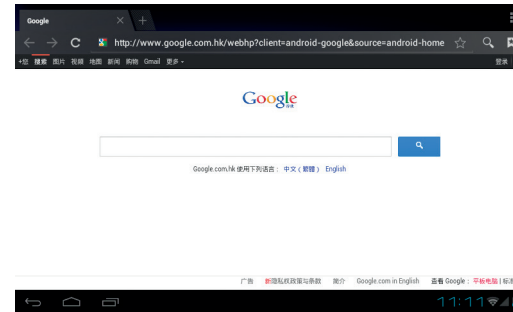 Google
http://www.google.com.hk/webhp?client=android-google&source=android-home
+您 搜索 图片 视频 地图 新闻 购物 Gmail 更多 登录
Google
Google.com.hk 使用下列语言： 中文（繁體） English
广告 新隐私权政策与条款 简介 Google.com in English 查看 Google： 平板电脑 | 标准
11:11